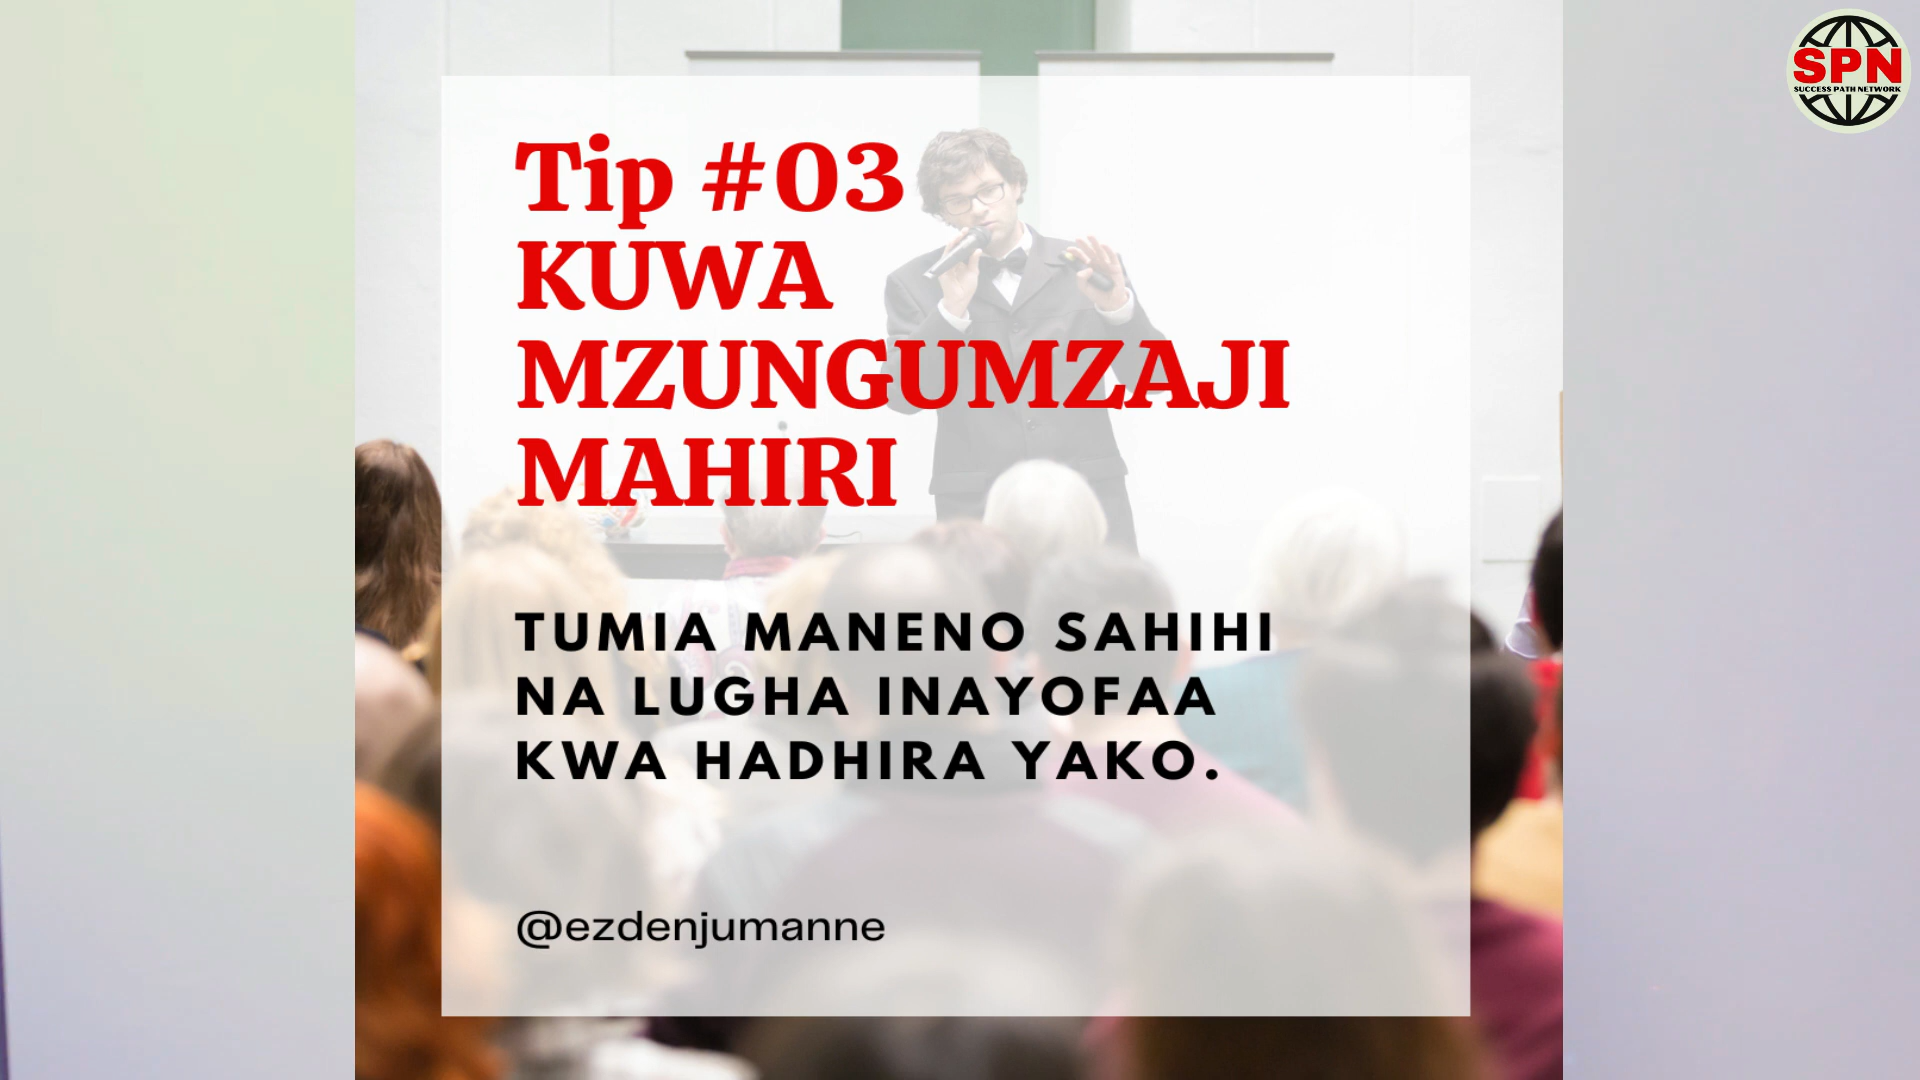 SPN
SUCCESS PATH NETWORK
Tip #03
KUWA
MZUNGUMZAJI
MAHIRI
TUMIA MANENO SAHIHI
NA LUGHA INAYOFAA
KWA HADHIRA YAKO.
@ezdenjumanne